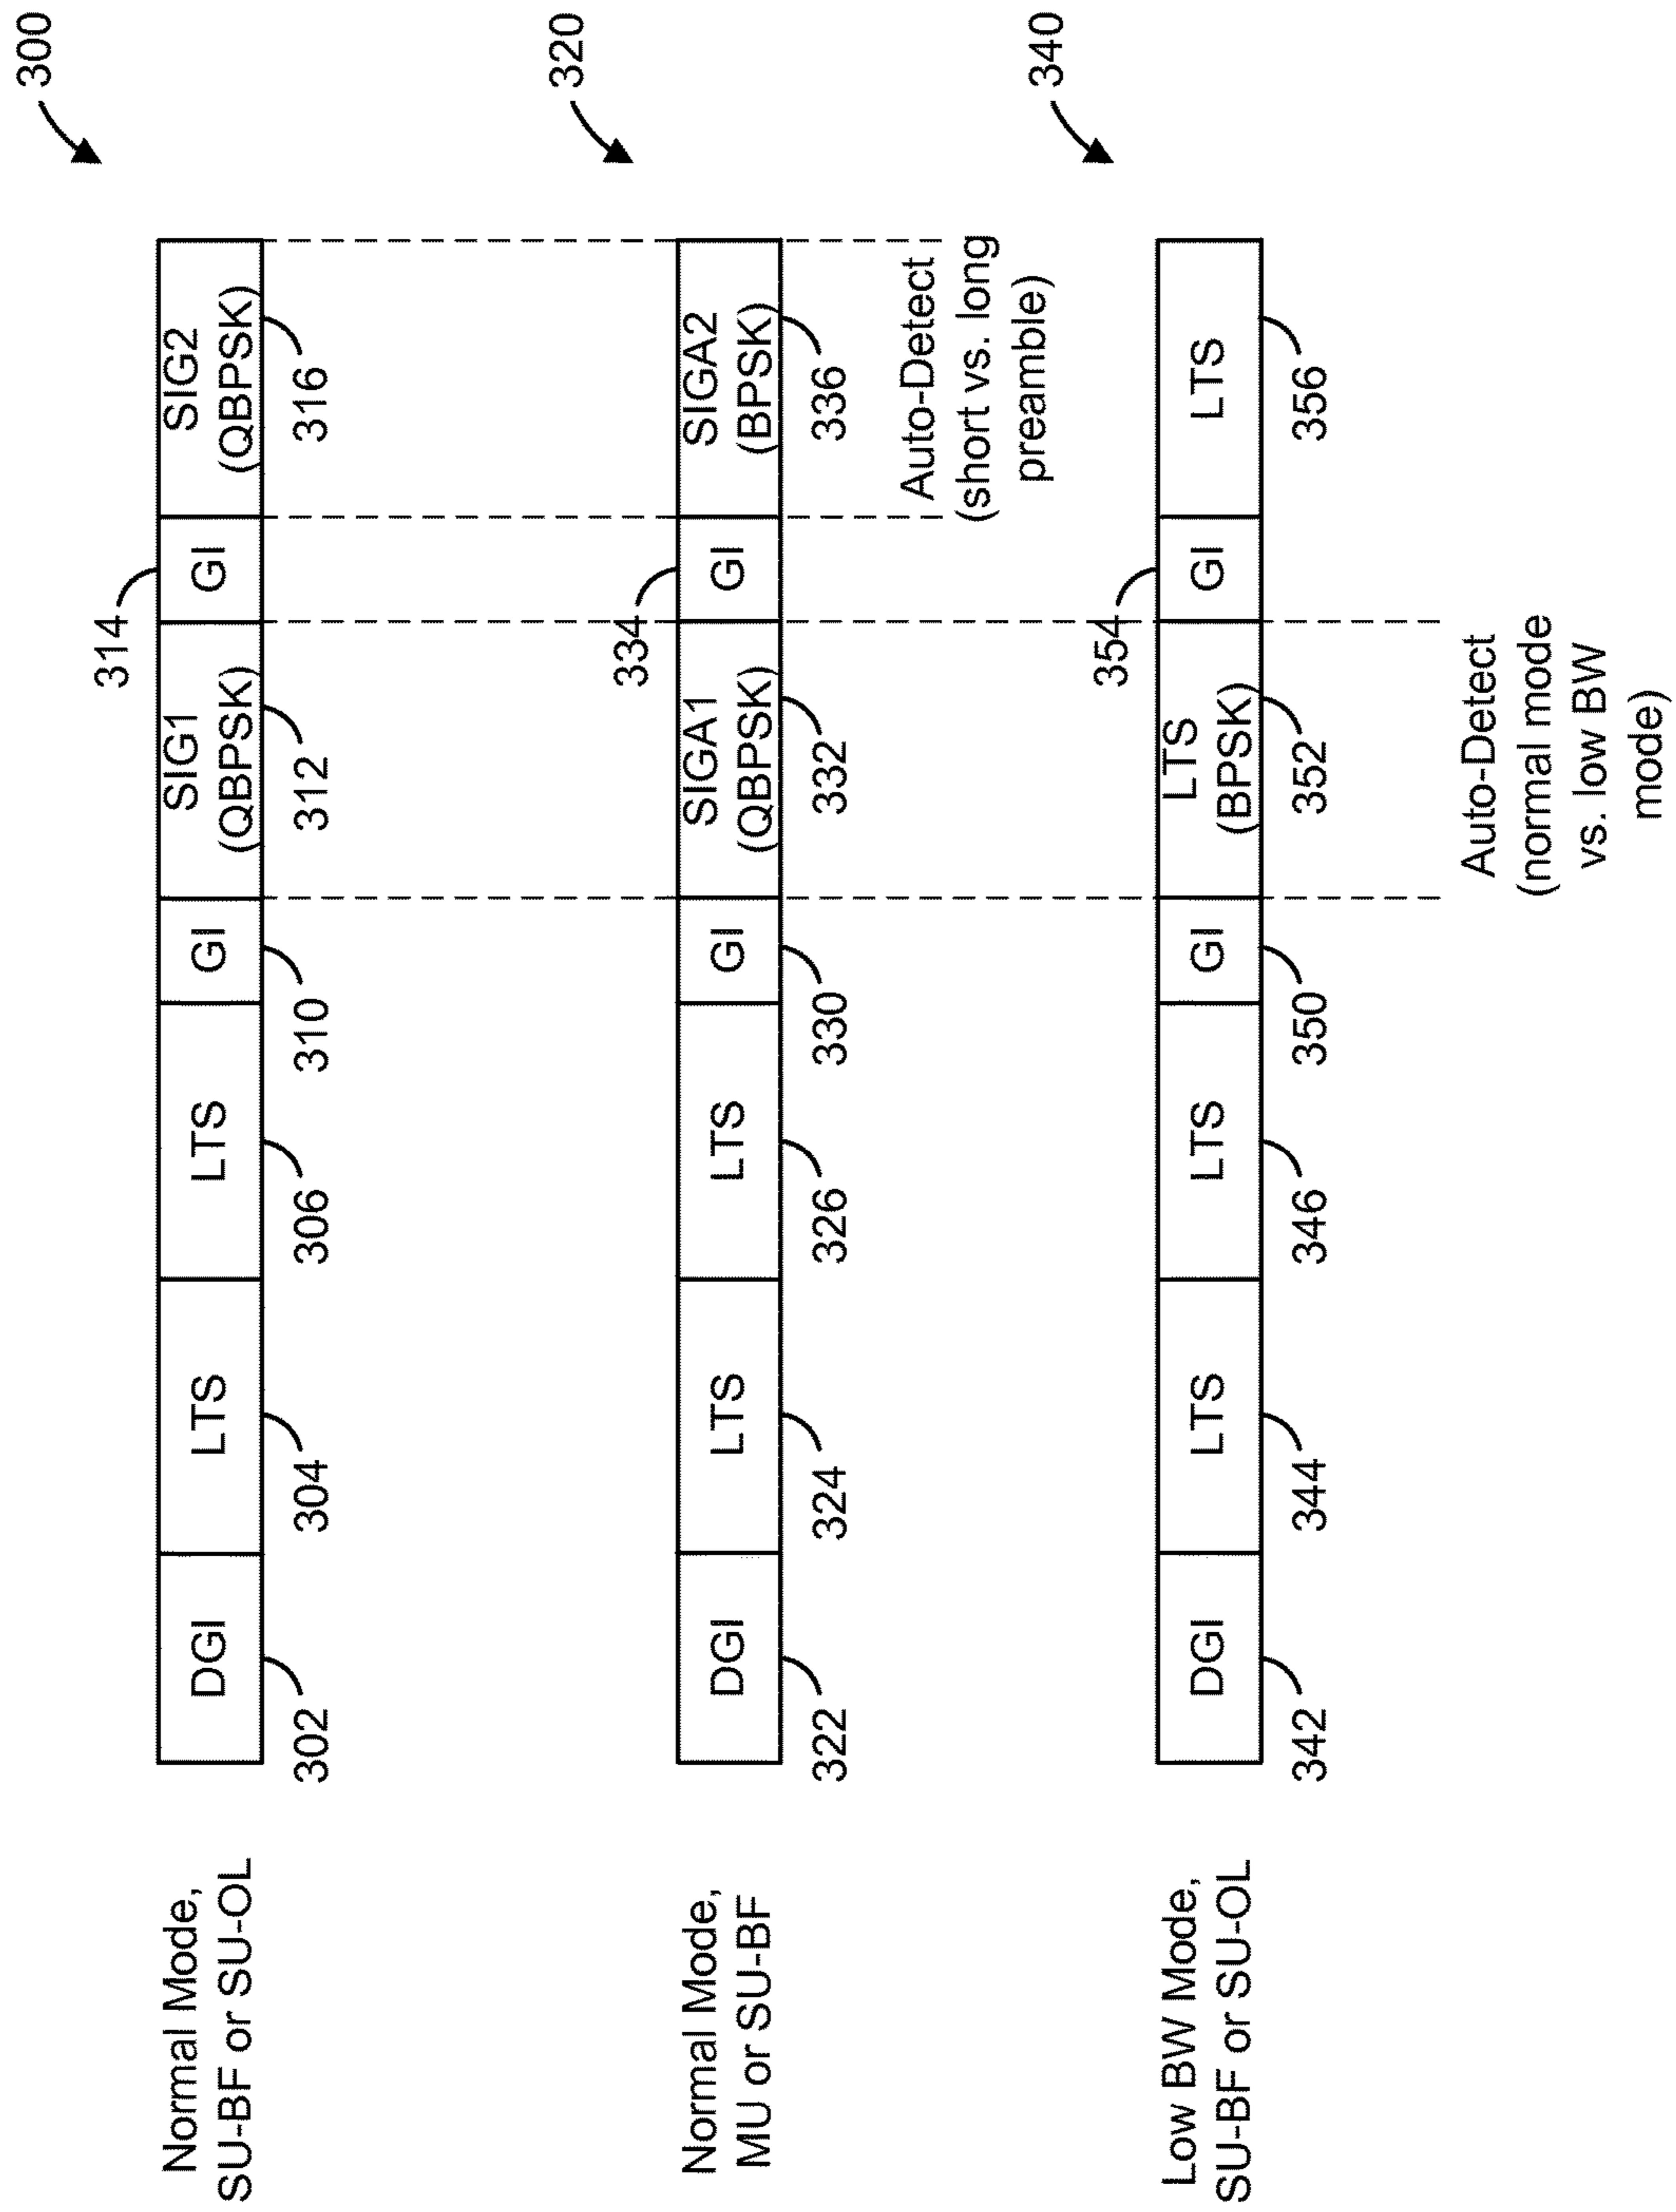 300
Normal Mode,
SU-BF or SU-OL
DGI
LTS
LTS
GI
SIG1
(QBPSK)
GI
SIG2
(QBPSK)
314
302
304
306
310
312
316
320
Normal Mode,
MU or SU-BF
DGI
LTS
LTS
GI
SIGA1
(QBPSK)
GI
SIGA2
(BPSK)
334
322
324
326
330
332
336
Auto-Detect
(short vs. long
preamble)
340
Low BW Mode,
SU-BF or SU-OL
DGI
LTS
LTS
GI
LTS
(BPSK)
GI
LTS
354
342
344
346
350
352
356
Auto-Detect
(normal mode
vs. low BW
mode)